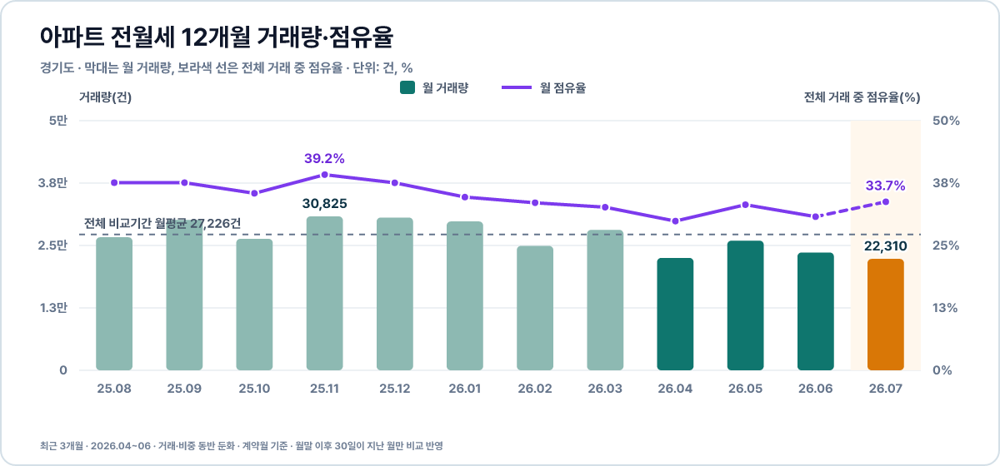 아파트 전월세 12개월 거래량·점유율
경기도 · 막대는 월 거래량, 보라색 선은 전체 거래 중 점유율 · 단위: 건, %
월 거래량 월 점유율
거래량(건) 전체 거래 중 점유율(%)
5만 50%
39.2%
3.8만 38%
33.7%
30,825
전체 비교기간 월평균 27,226건
2.5만 25%
22,310
1.3만 13%
0 0%
25.08 25.09 25.10 25.11 25.12 26.01 26.02 26.03 26.04 26.05 26.06 26.07
최근 3개월 · 2026.04~06 · 거래·비중 동반 둔화 · 계약월 기준 · 월말 이후 30일이 지난 월만 비교 반영